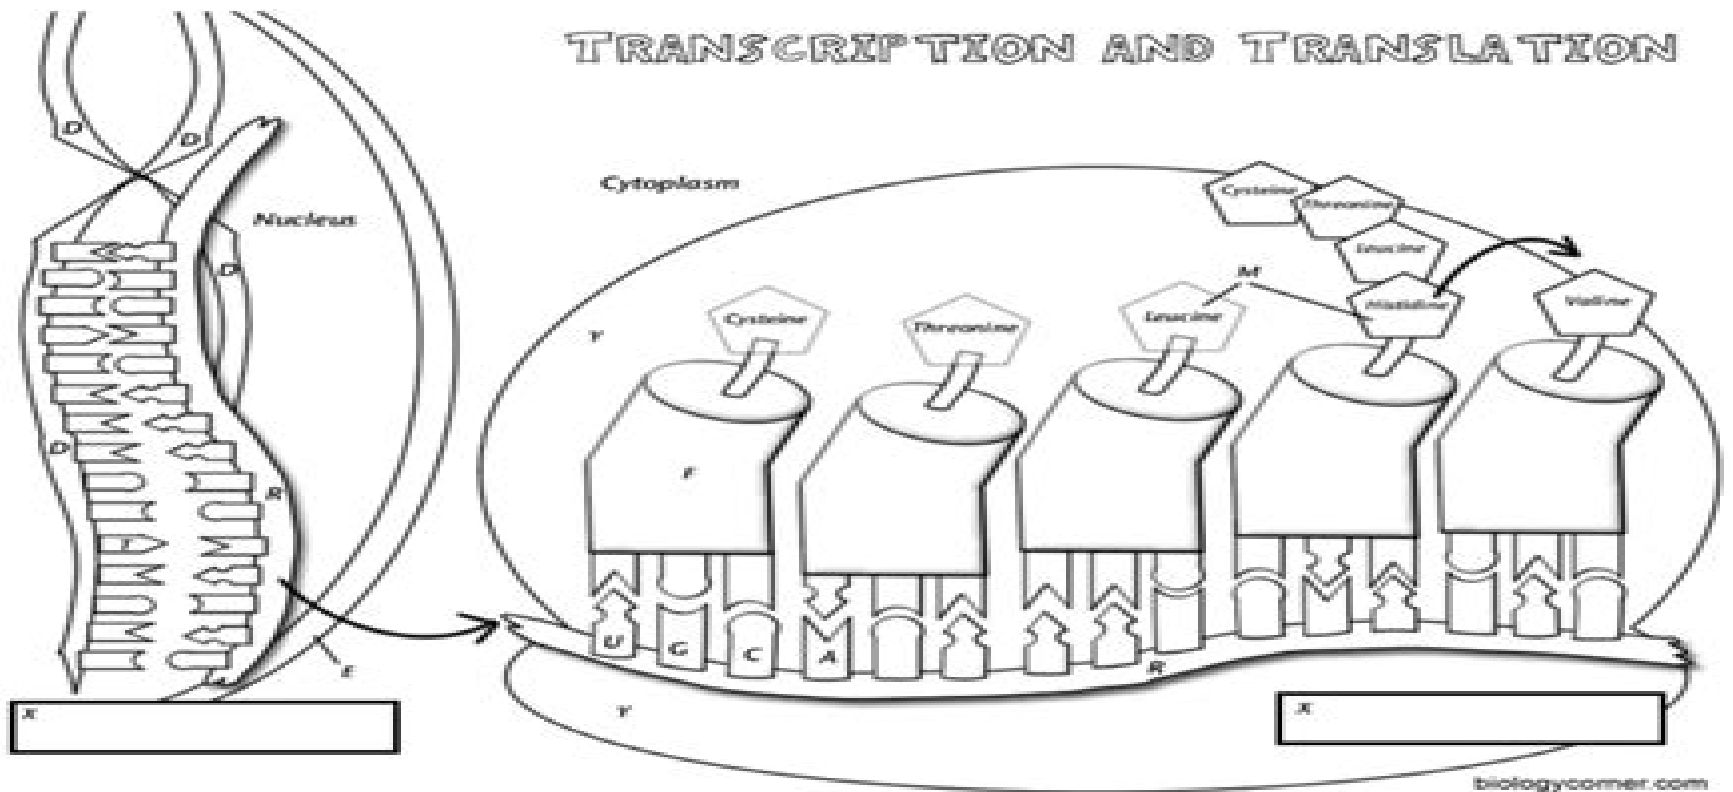 TRANSCRIPTION AND TRANSLATION
D
D
Cytoplasm
Nucleus
Cysteine
Threonine
Leucine
Histidine
Valine
D
M
Cysteine
Threonine
Leucine
Y
D
R
F
T
U
G
C
A
R
E
X
Y
X
biologycorner.com